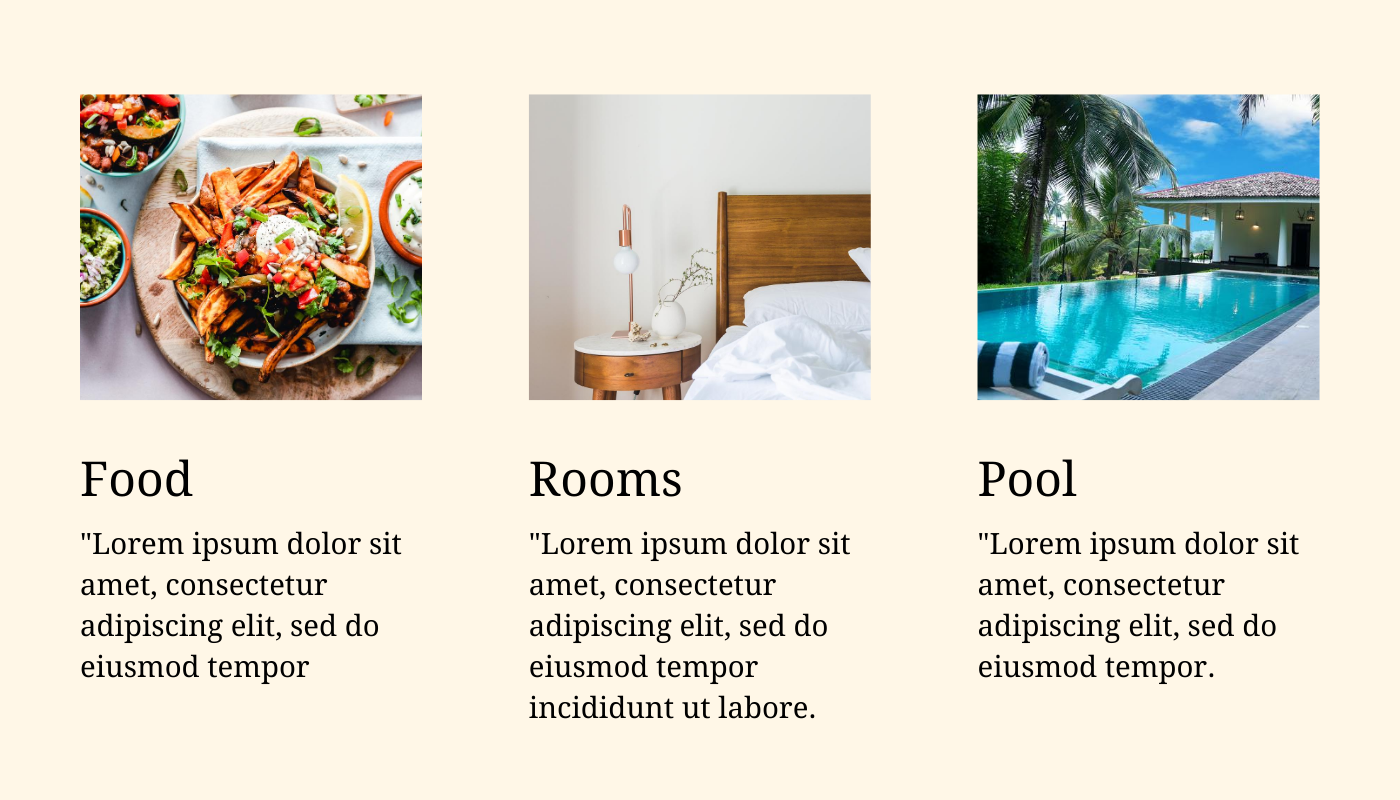 Food
"Lorem ipsum dolor sit
amet, consectetur
adipiscing elit, sed do
eiusmod tempor
Rooms
"Lorem ipsum dolor sit
amet, consectetur
adipiscing elit, sed do
eiusmod tempor
incididunt ut labore.
Pool
"Lorem ipsum dolor sit
amet, consectetur
adipiscing elit, sed do
eiusmod tempor.